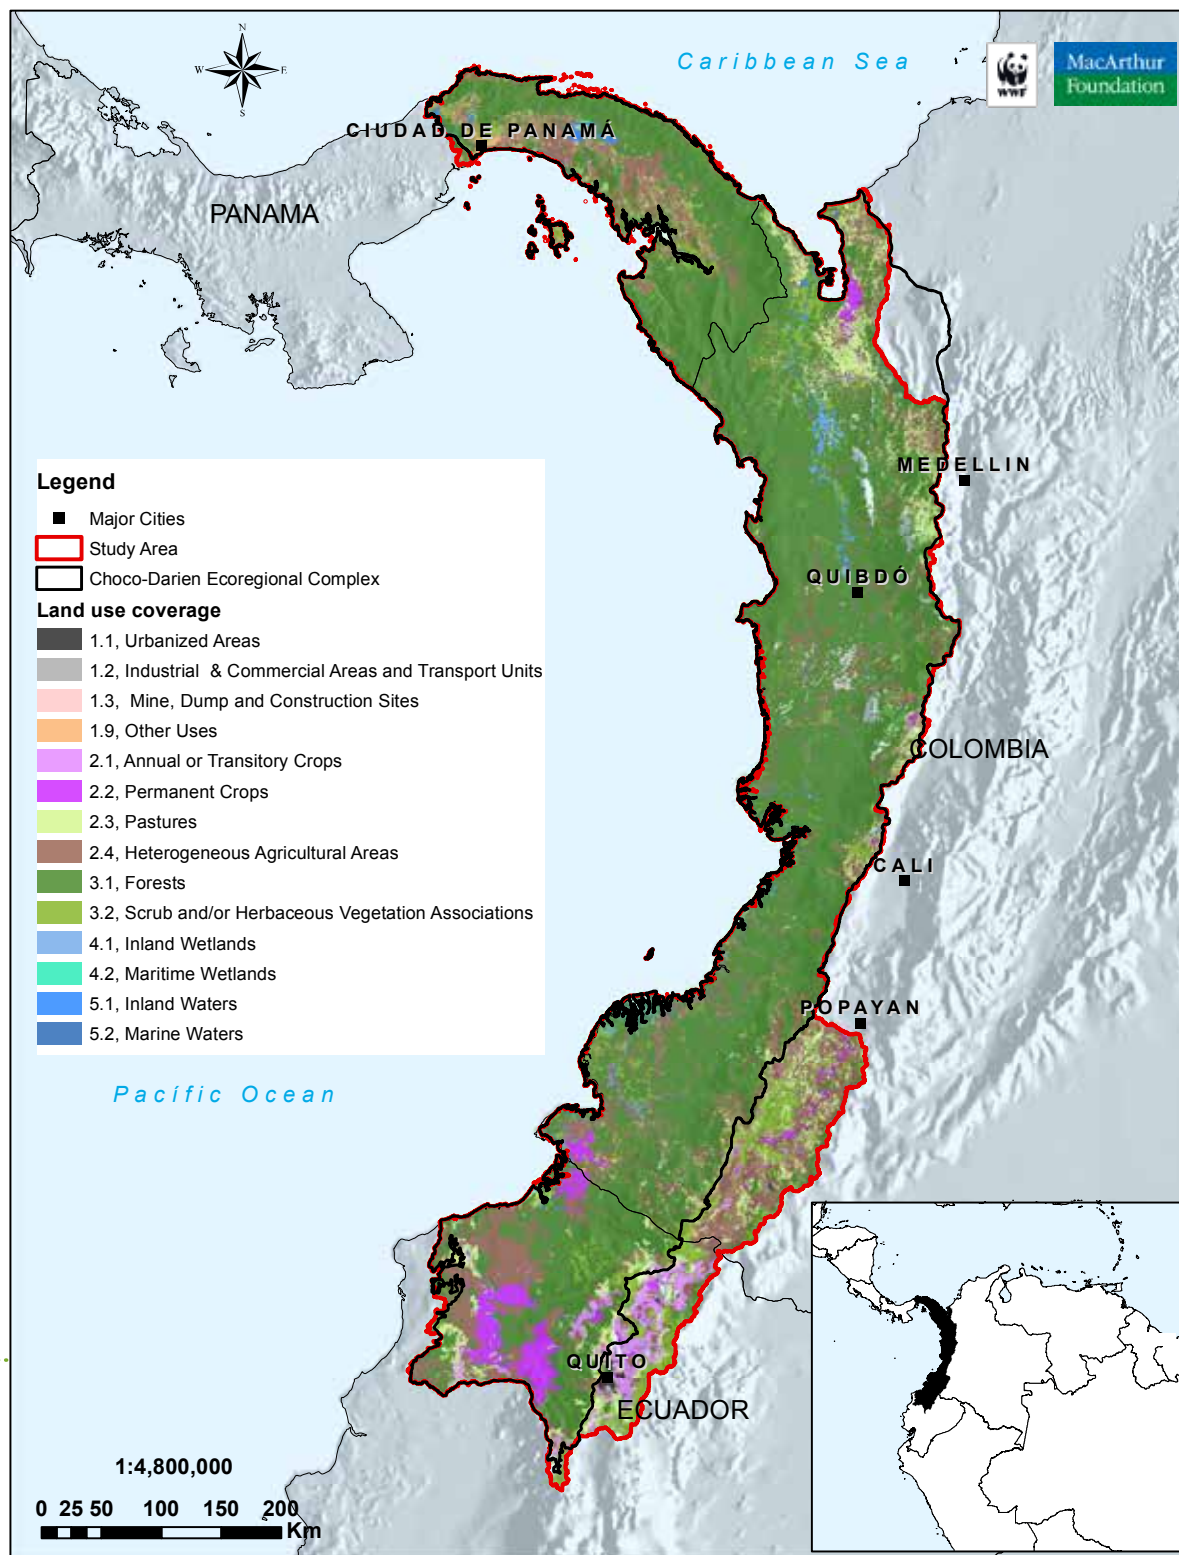 N
W E
S
Caribbean Sea
WWF
MacArthur
Foundation
CIUDAD DE PANAMÁ
PANAMA
MEDELLIN
Legend
Major Cities
Study Area
Choco-Darien Ecoregional Complex
Land use coverage
1.1, Urbanized Areas
1.2, Industrial & Commercial Areas and Transport Units
1.3, Mine, Dump and Construction Sites
1.9, Other Uses
2.1, Annual or Transitory Crops
2.2, Permanent Crops
2.3, Pastures
2.4, Heterogeneous Agricultural Areas
3.1, Forests
3.2, Scrub and/or Herbaceous Vegetation Associations
4.1, Inland Wetlands
4.2, Maritime Wetlands
5.1, Inland Waters
5.2, Marine Waters
QUIBDÓ
COLOMBIA
CALI
POPAYAN
Pacífic Ocean
QUITO
ECUADOR
1:4,800,000
0 25 50 100 150 200
Km